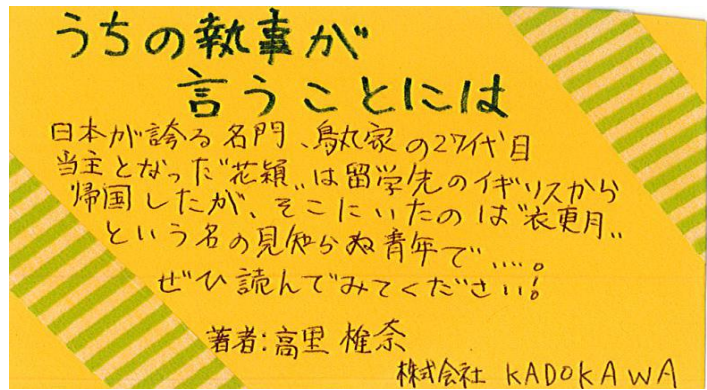 うちの執事が
言うことには
日本が誇る名門、烏丸家の27代目
当主となった"花穎"は留学先のイギリスから
帰国したが、そこにいたのは"衣更月"
という名の見知らぬ青年で……。
ぜひ読んでみてください!
著者:高里 椎奈
株式会社 KADOKAWA